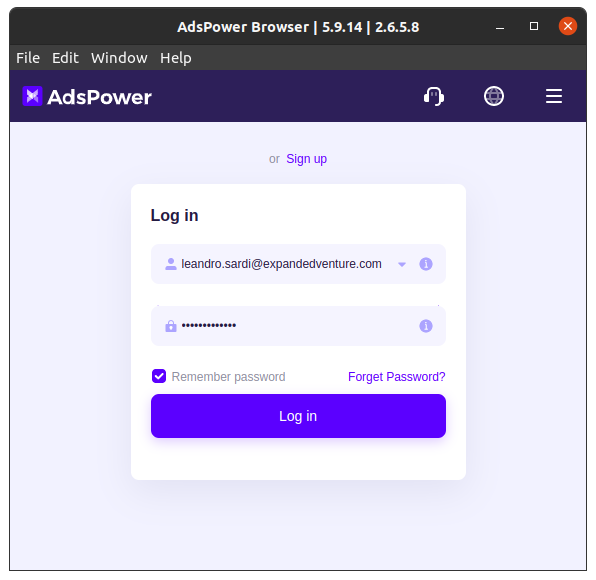 AdsPower Browser | 5.9.14 | 2.6.5.8
File Edit Window Help
AdsPower
or Sign up
Log in
leandro.sardi@expandedventure.com
•••••••••••••
Remember password Forget Password?
Log in